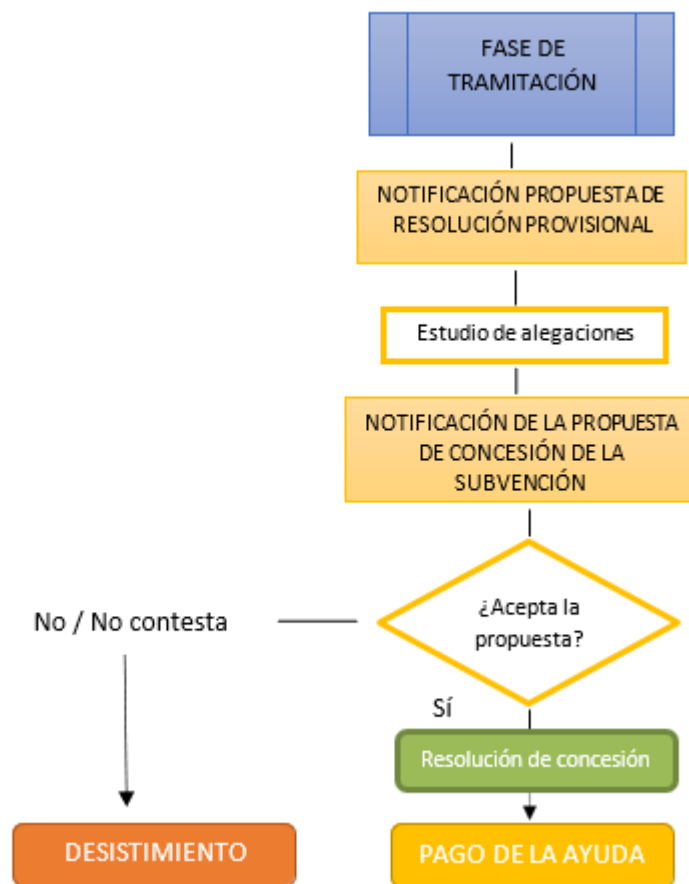 FASE DE
TRAMITACIÓN
NOTIFICACIÓN PROPUESTA DE
RESOLUCIÓN PROVISIONAL
Estudio de alegaciones
NOTIFICACIÓN DE LA PROPUESTA
DE CONCESIÓN DE LA
SUBVENCIÓN
¿Acepta la
propuesta?
No / No contesta
Sí
Resolución de concesión
DESISTIMIENTO
PAGO DE LA AYUDA